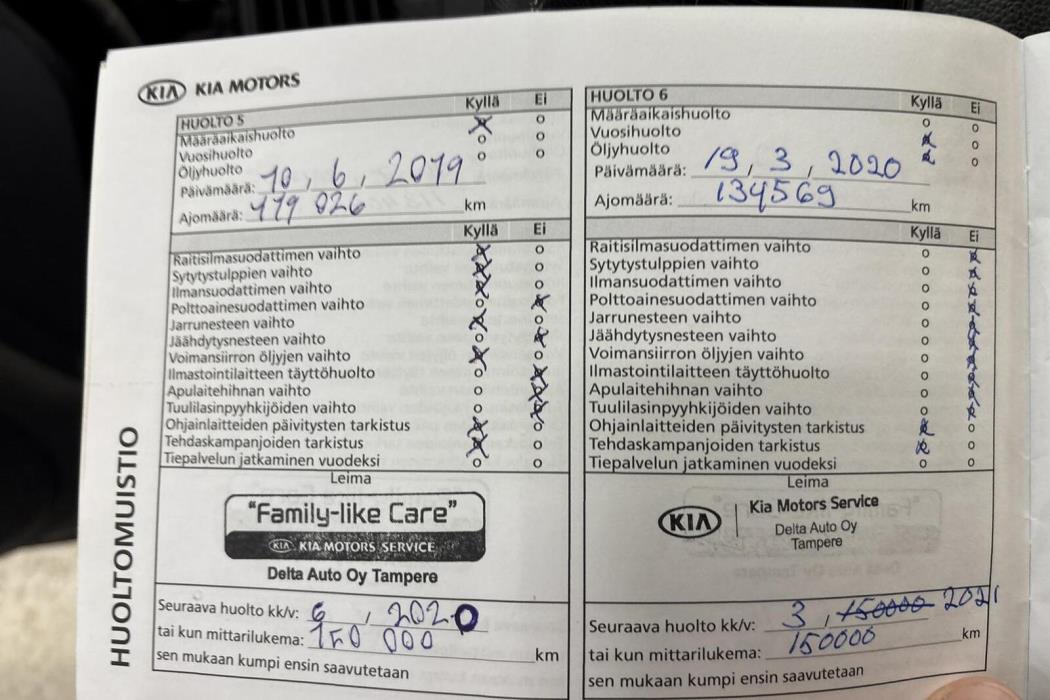 KIA KIA MOTORS
HUOLTOMUISTIO
HUOLTO 5 Kyllä Ei
Määräaikaishuolto
Vuosihuolto
Öljyhuolto
Päivämäärä: 10, 6, 2019
Ajomäärä: 119 026 km
Kyllä Ei
Raitisilmasuodattimen vaihto
Sytytystulppien vaihto
Ilmansuodattimen vaihto
Polttoainesuodattimen vaihto
Jarrunesteen vaihto
Jäähdytysnesteen vaihto
Voimansiirron öljyjen vaihto
Ilmastointilaitteen täyttöhuolto
Apulaitehihnan vaihto
Tuulilasinpyyhkijöiden vaihto
Ohjainlaitteiden päivitysten tarkistus
Tehdaskampanjoiden tarkistus
Tiepalvelun jatkaminen vuodeksi
Leima
"Family-like Care"
KIA KIA MOTORS SERVICE
Delta Auto Oy Tampere
Seuraava huolto kk/v: 6, 2020
tai kun mittarilukema: 150 000 km
sen mukaan kumpi ensin saavutetaan
HUOLTO 6 Kyllä Ei
Määräaikaishuolto
Vuosihuolto
Öljyhuolto
Päivämäärä: 19, 3, 2020
Ajomäärä: 134569 km
Kyllä Ei
Raitisilmasuodattimen vaihto
Sytytystulppien vaihto
Ilmansuodattimen vaihto
Polttoainesuodattimen vaihto
Jarrunesteen vaihto
Jäähdytysnesteen vaihto
Voimansiirron öljyjen vaihto
Ilmastointilaitteen täyttöhuolto
Apulaitehihnan vaihto
Tuulilasinpyyhkijöiden vaihto
Ohjainlaitteiden päivitysten tarkistus
Tehdaskampanjoiden tarkistus
Tiepalvelun jatkaminen vuodeksi
Leima
KIA Kia Motors Service
Delta Auto Oy
Tampere
Seuraava huolto kk/v: 3, 150000 2021
tai kun mittarilukema: 150000 km
sen mukaan kumpi ensin saavutetaan